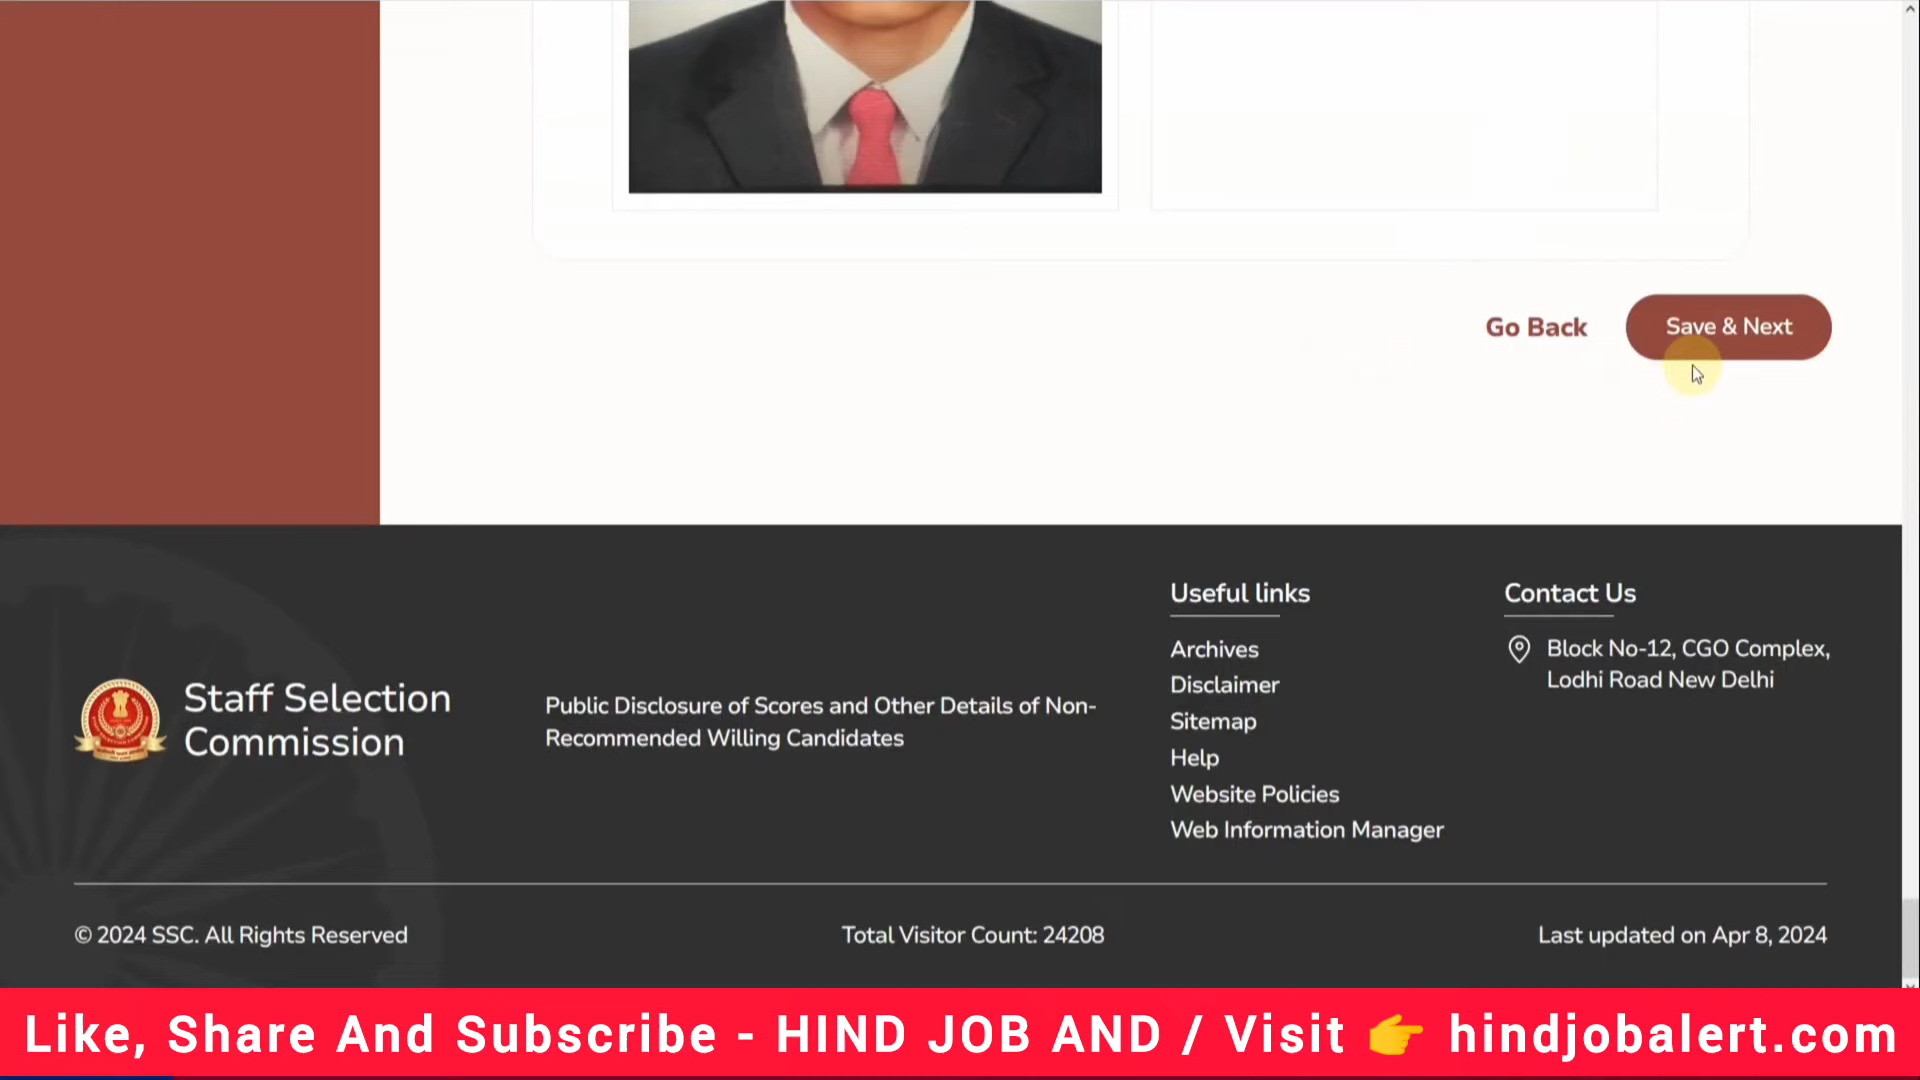 Go Back
Save & Next
Useful links
Contact Us
Archives
Block No-12, CGO Complex,
Lodhi Road New Delhi
Disclaimer
Sitemap
Help
Website Policies
Web Information Manager
Staff Selection
Commission
Public Disclosure of Scores and Other Details of Non-
Recommended Willing Candidates
© 2024 SSC. All Rights Reserved
Total Visitor Count: 24208
Last updated on Apr 8, 2024
Like, Share And Subscribe - HIND JOB AND / Visit 👉 hindjobalert.com